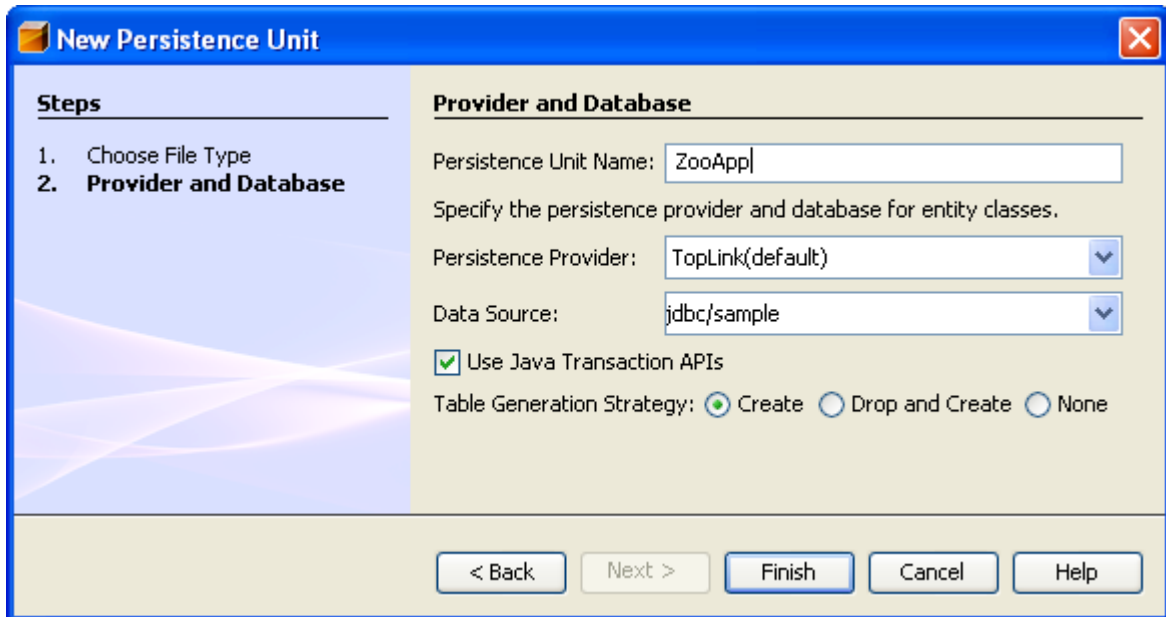 New Persistence Unit
Steps
1. Choose File Type
2. Provider and Database
Provider and Database
Persistence Unit Name: ZooApp
Specify the persistence provider and database for entity classes.
Persistence Provider: TopLink(default)
Data Source: jdbc/sample
Use Java Transaction APIs
Table Generation Strategy: Create Drop and Create None
< Back Next > Finish Cancel Help